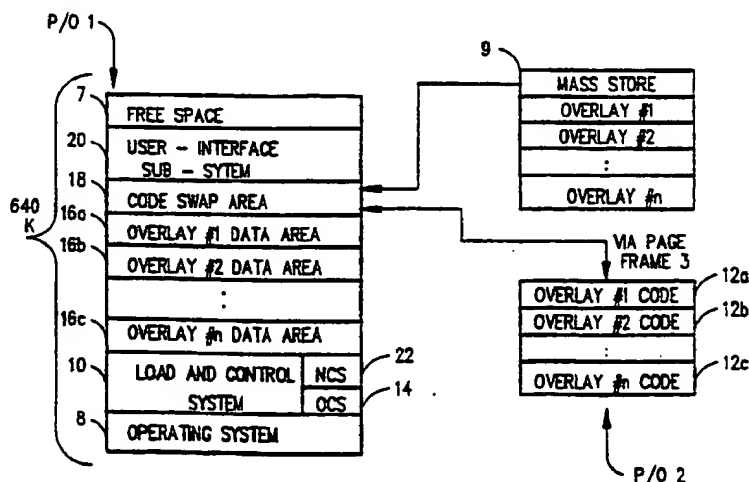 P/O 1
640 K
7
FREE SPACE
20
USER - INTERFACE
SUB - SYTEM
18
CODE SWAP AREA
16a
OVERLAY #1 DATA AREA
16b
OVERLAY #2 DATA AREA
:
16c
OVERLAY #n DATA AREA
10
LOAD AND CONTROL
SYSTEM
NCS
22
OCS
14
8
OPERATING SYSTEM
9
MASS STORE
OVERLAY #1
OVERLAY #2
:
OVERLAY #n
VIA PAGE
FRAME 3
OVERLAY #1 CODE
12a
OVERLAY #2 CODE
12b
:
OVERLAY #n CODE
12c
P/O 2